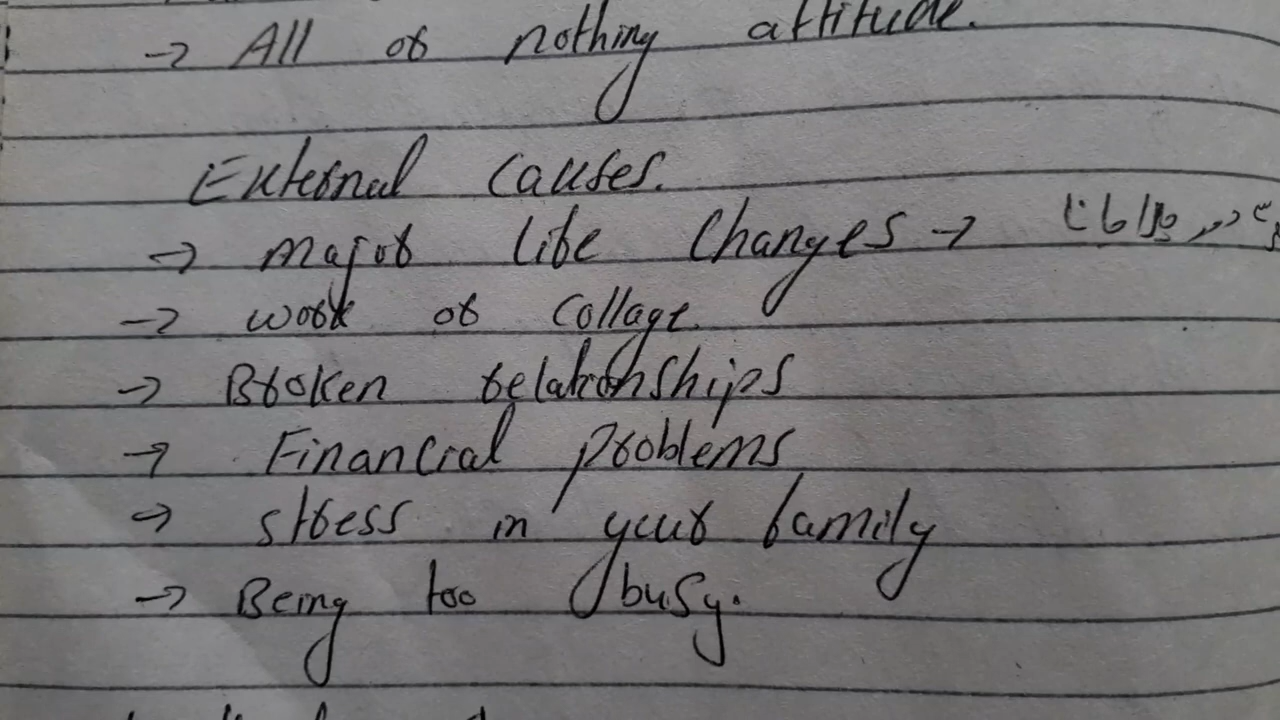 → All or nothing attitude.
External Causes.
→ Major life Changes →
→ work or Collage.
→ Broken relationships
→ Financial problems
→ stress in your family
→ Being too busy.